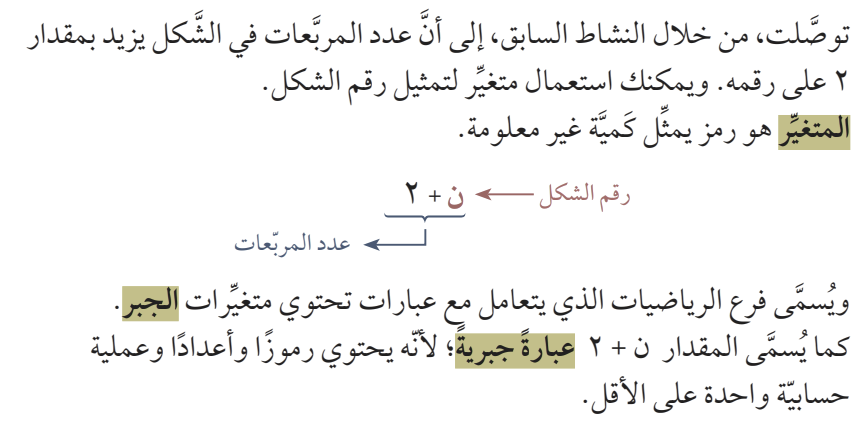 توصَّلت، من خلال النشاط السابق، إلى أنَّ عدد المربَّعات في الشَّكل يزيد بمقدار
٢ على رقمه. ويمكنك استعمال متغيِّر لتمثيل رقم الشكل.
المتغيِّر هو رمز يمثِّل كَميَّة غير معلومة.
ن + ٢ رقم الشكل
عدد المربّعات
ويُسمَّى فرع الرياضيات الذي يتعامل مع عبارات تحتوي متغيِّرات الجبر.
كما يُسمَّى المقدار ن + ٢ عبارةً جبريةً؛ لأنّه يحتوي رموزًا وأعدادًا وعملية
حسابيّة واحدة على الأقل.